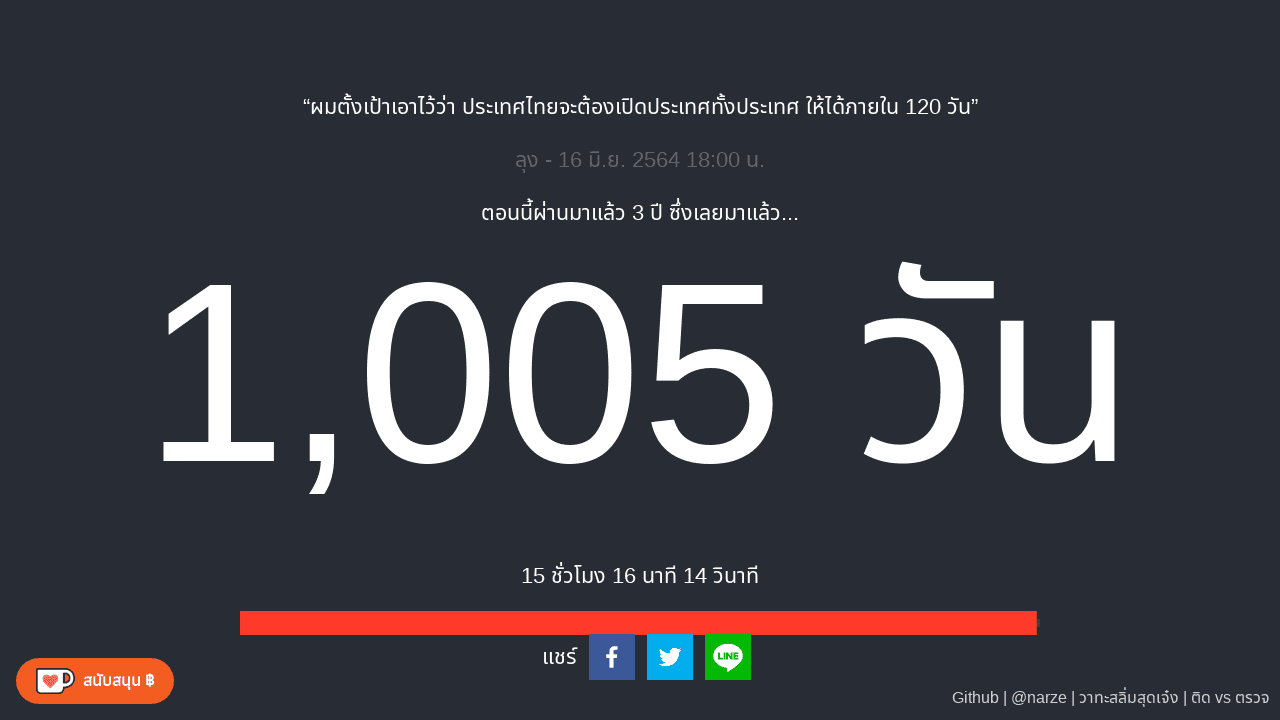 “ผมตั้งเป้าเอาไว้ว่า ประเทศไทยจะต้องเปิดประเทศทั้งประเทศ ให้ได้ภายใน 120 วัน”
ลุง - 16 มิ.ย. 2564 18:00 น.
ตอนนี้ผ่านมาแล้ว 3 ปี ซึ่งเลยมาแล้ว...
1,005 วัน
15 ชั่วโมง 16 นาที 14 วินาที
แชร์
LINE
สนับสนุน ฿
Github | @narze | วาทะสลิ่มสุดเจ๋ง | ติด vs ตรวจ